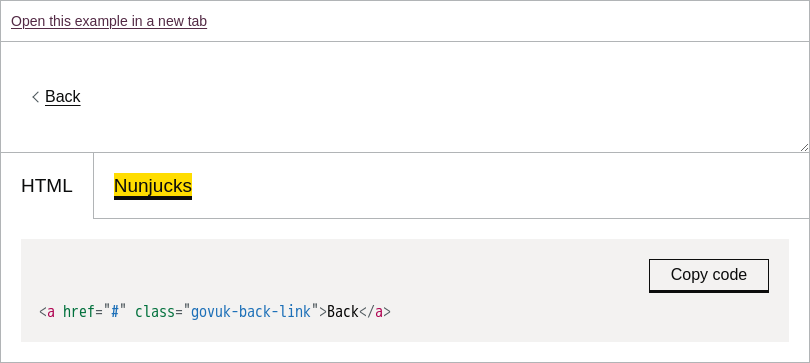 Open this example in a new tab
Back
HTML Nunjucks
Copy code
<a href="#" class="govuk-back-link">Back</a>